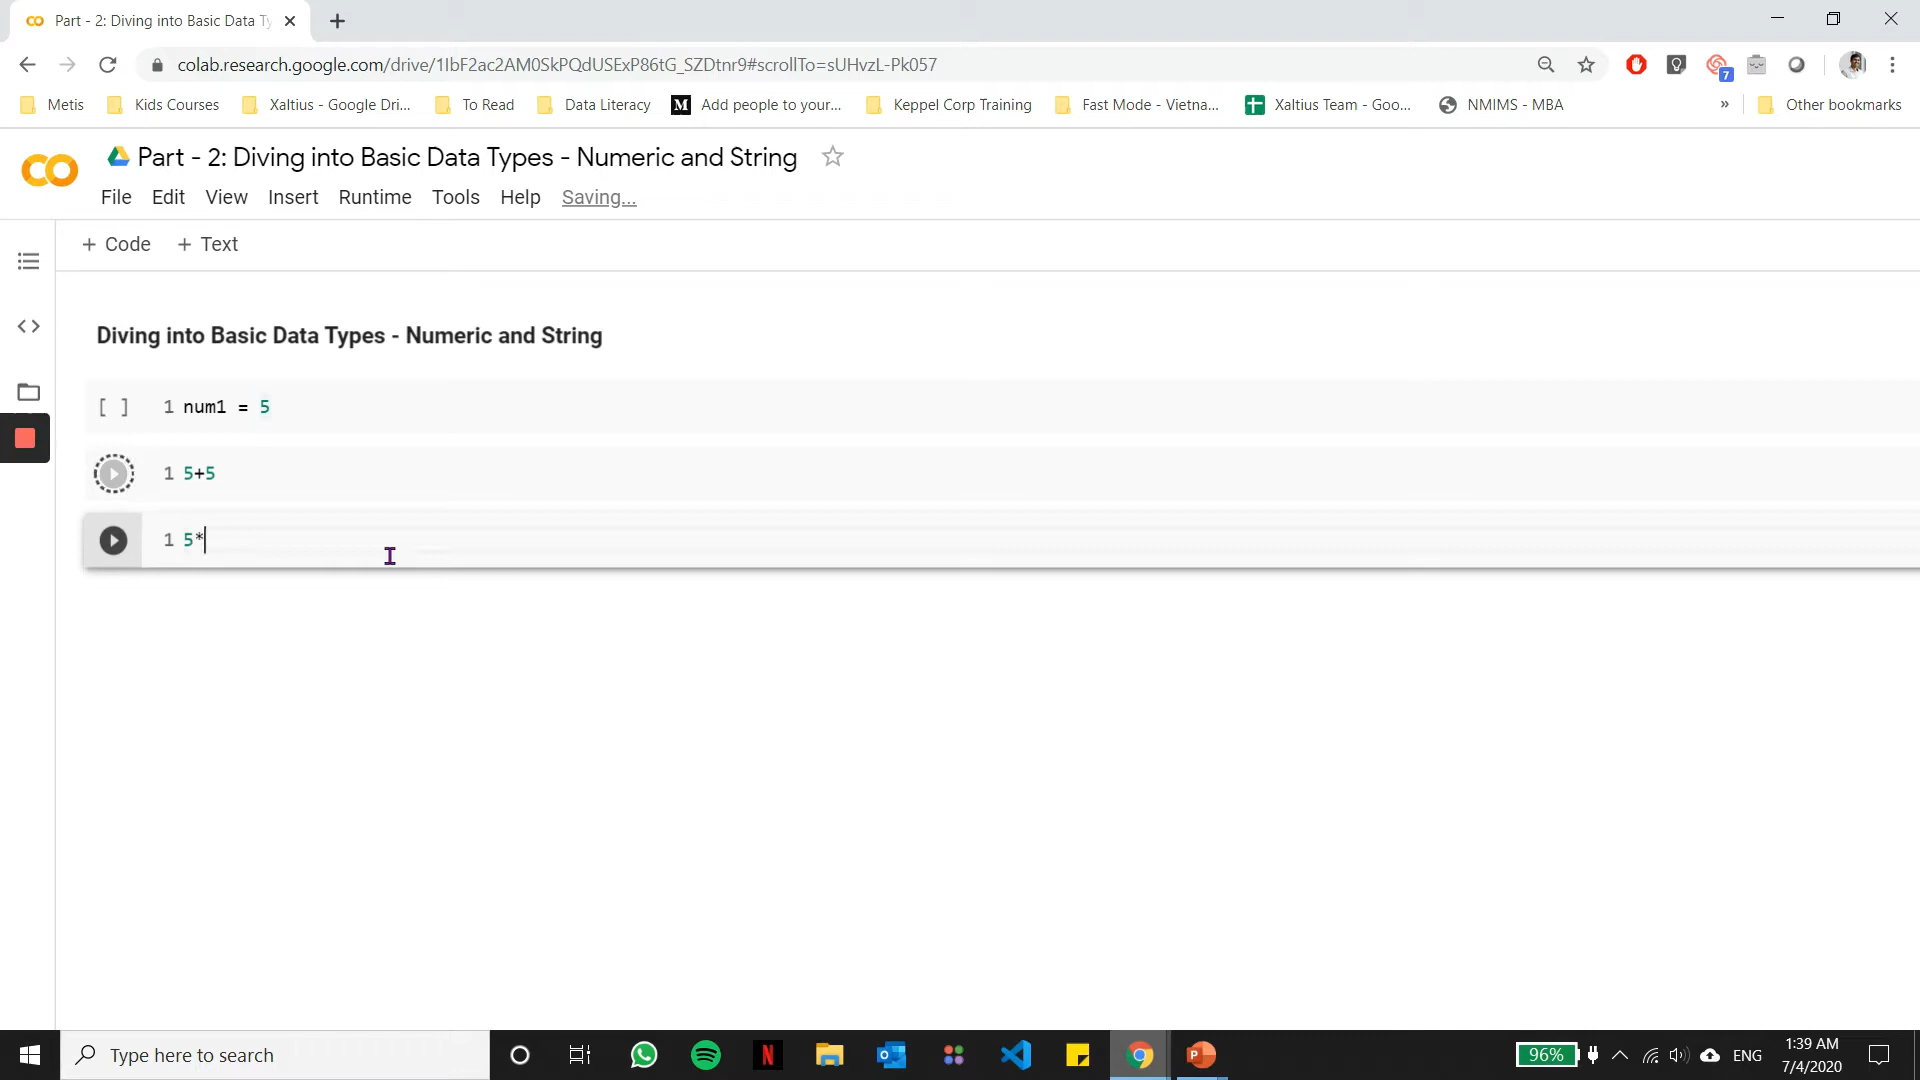 Part - 2: Diving into Basic Data Ty
colab.research.google.com/drive/1IbF2ac2AM0SkPQdUSExP86tG_SZDtnr9#scrollTo=sUHvzL-Pk057
7
Metis Kids Courses Xaltius - Google Dri... To Read Data Literacy M Add people to your... Keppel Corp Training Fast Mode - Vietna... Xaltius Team - Goo... NMIMS - MBA » Other bookmarks
Part - 2: Diving into Basic Data Types - Numeric and String
File Edit View Insert Runtime Tools Help Saving...
+ Code + Text
Diving into Basic Data Types - Numeric and String
[ ] 1 num1 = 5
1 5+5
1 5*
Type here to search
N
P
96%
ENG
1:39 AM
7/4/2020